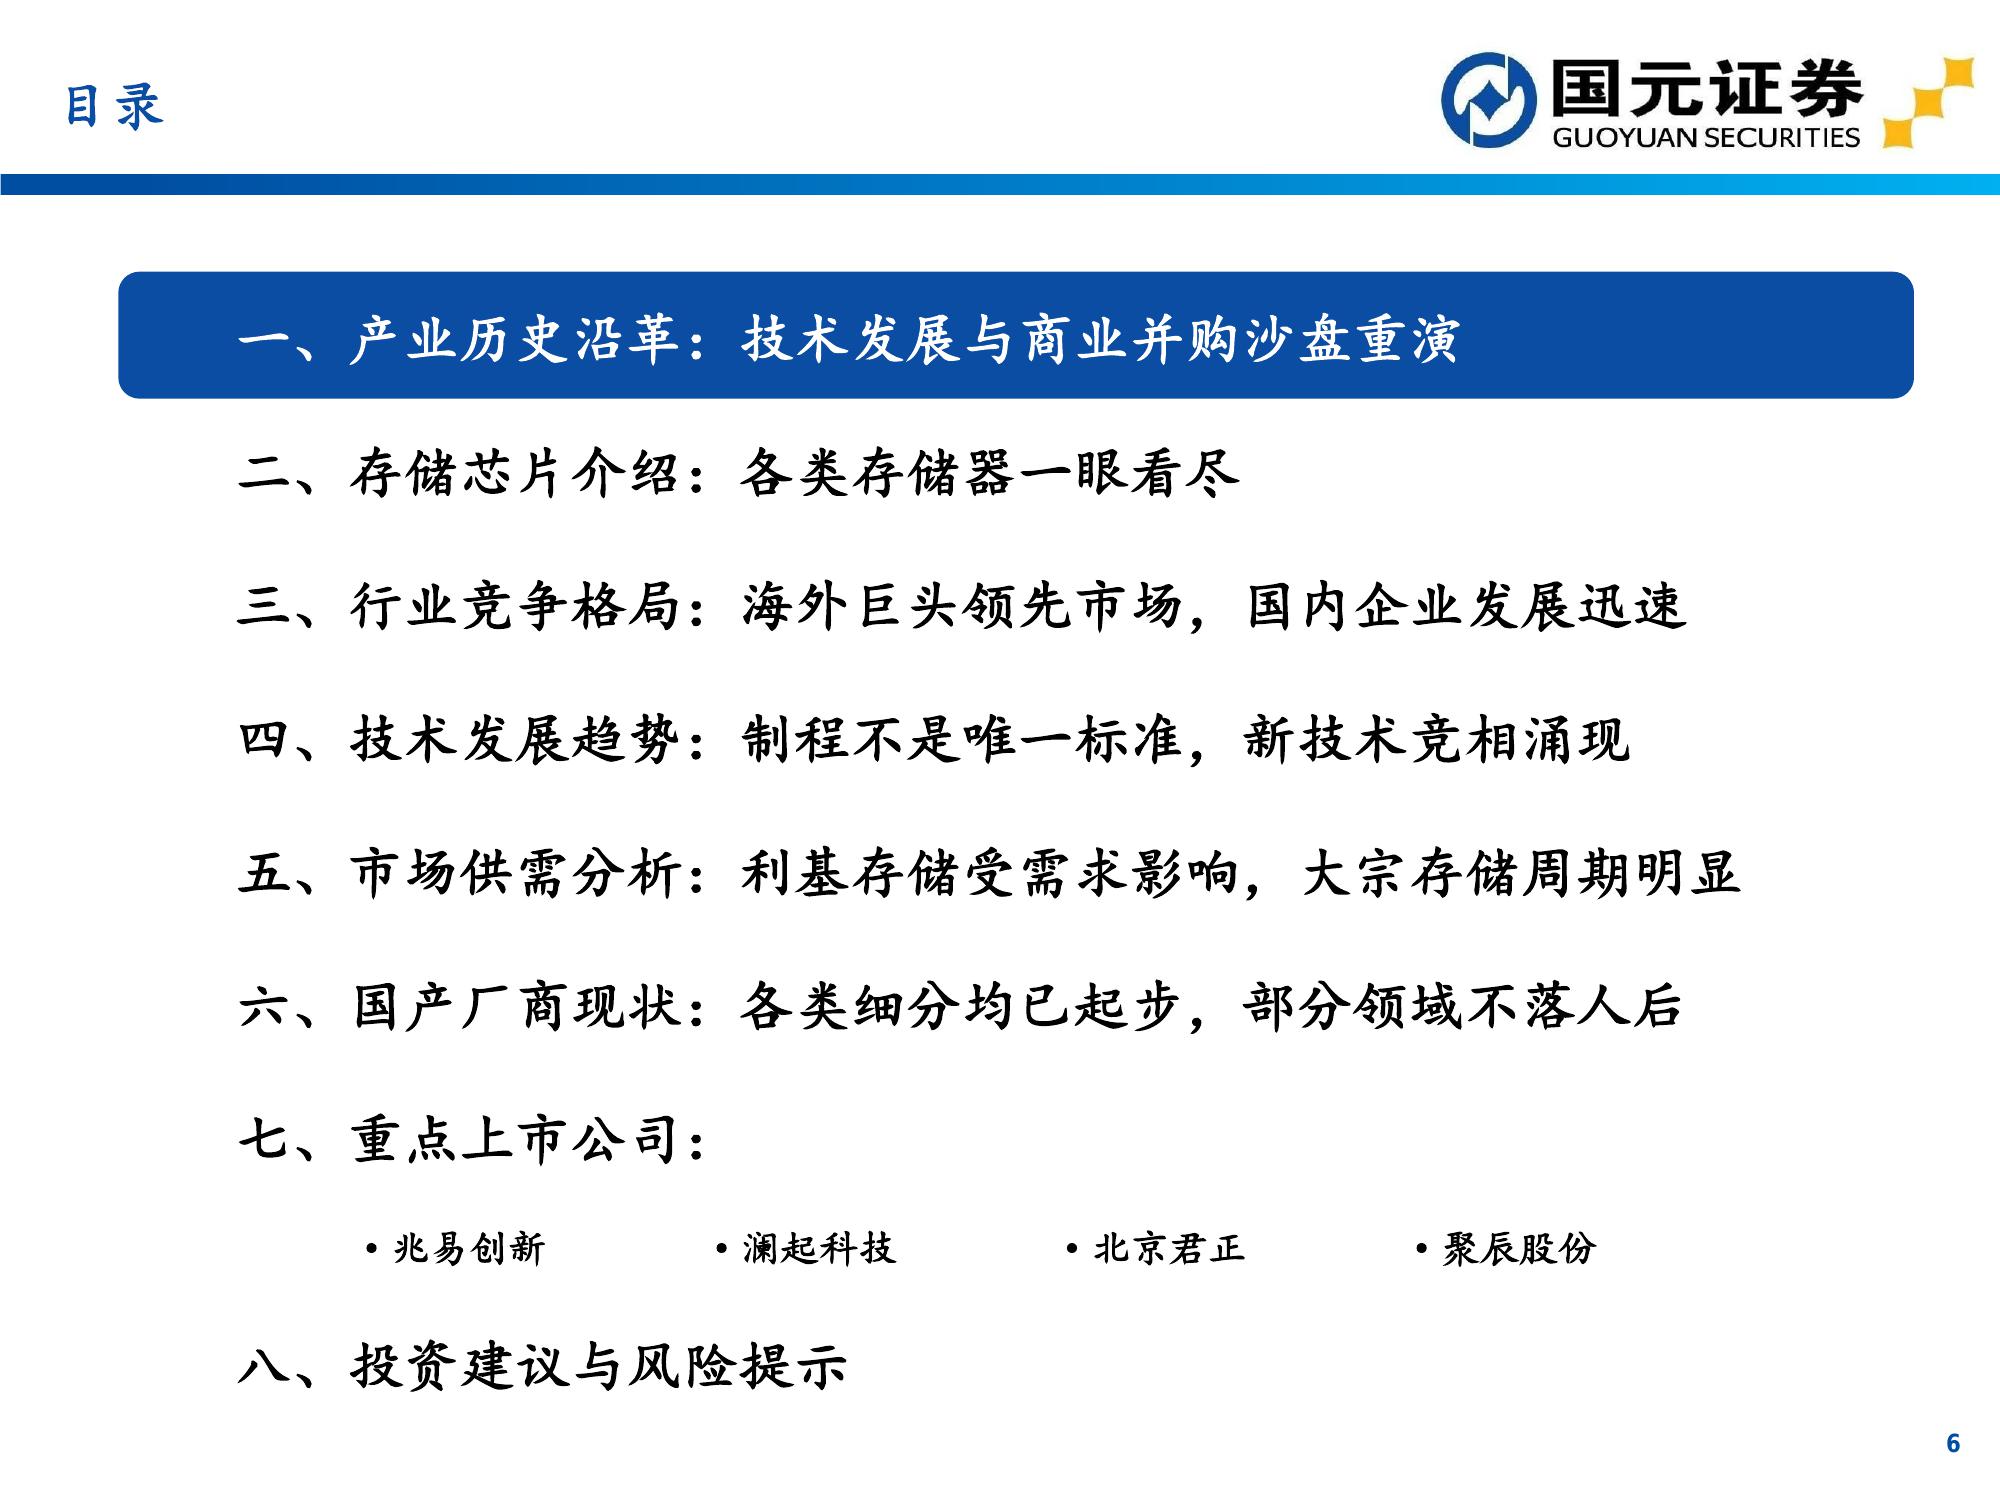 目录
国元证券
GUOYUAN SECURITIES
一、产业历史沿革：技术发展与商业并购沙盘重演
二、存储芯片介绍：各类存储器一眼看尽
三、行业竞争格局：海外巨头领先市场，国内企业发展迅速
四、技术发展趋势：制程不是唯一标准，新技术竞相涌现
五、市场供需分析：利基存储受需求影响，大宗存储周期明显
六、国产厂商现状：各类细分均已起步，部分领域不落人后
七、重点上市公司：
• 兆易创新 • 澜起科技 • 北京君正 • 聚辰股份
八、投资建议与风险提示
6